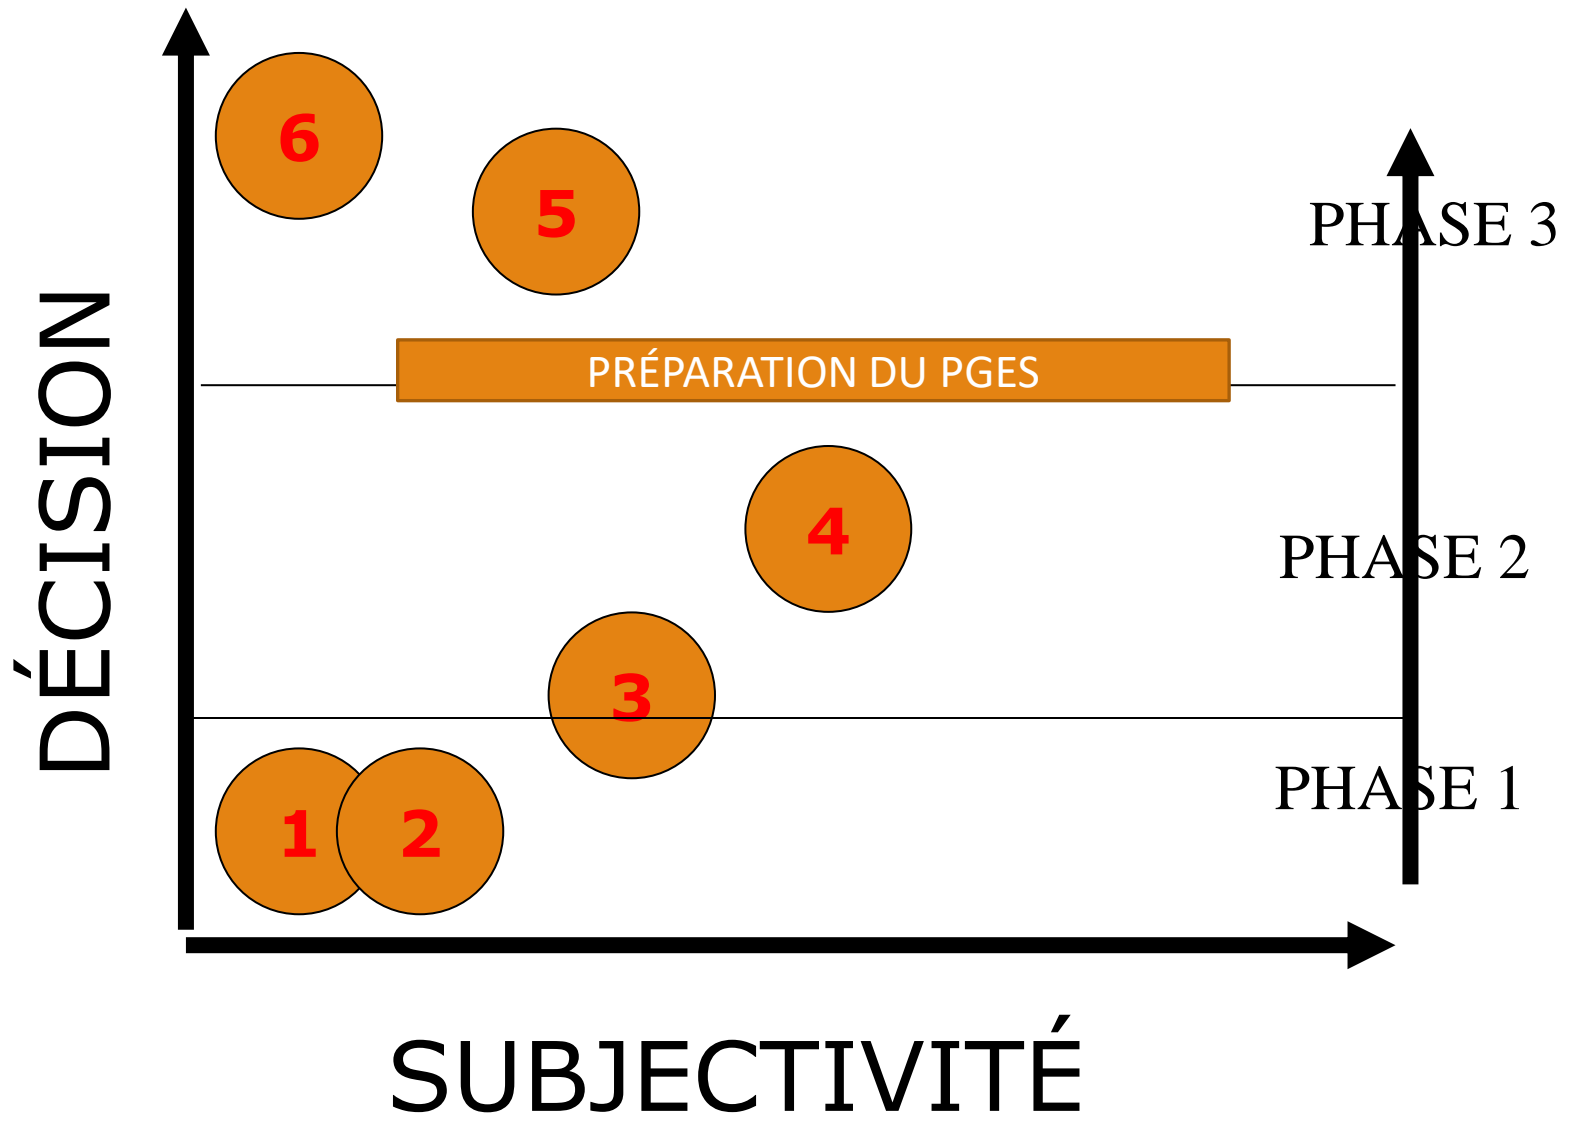 6
5
PHASE 3
PRÉPARATION DU PGES
DÉCISION
4
PHASE 2
3
PHASE 1
1
2
SUBJECTIVITÉ